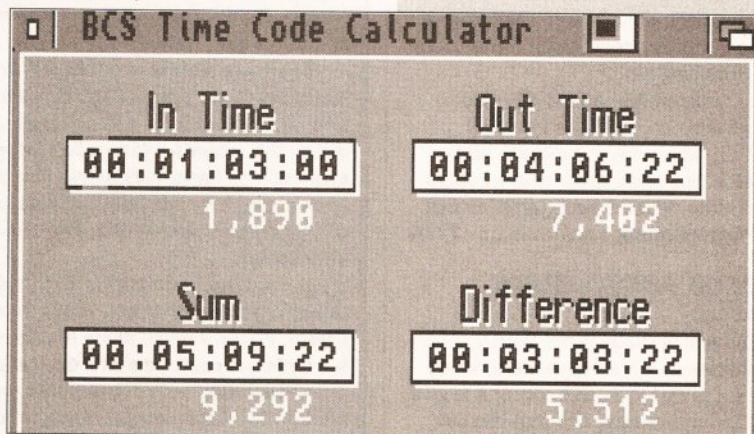 BCS Time Code Calculator
In Time
Out Time
00:01:03:00
00:04:06:22
1,890
7,402
Sum
Difference
00:05:09:22
00:03:03:22
9,292
5,512